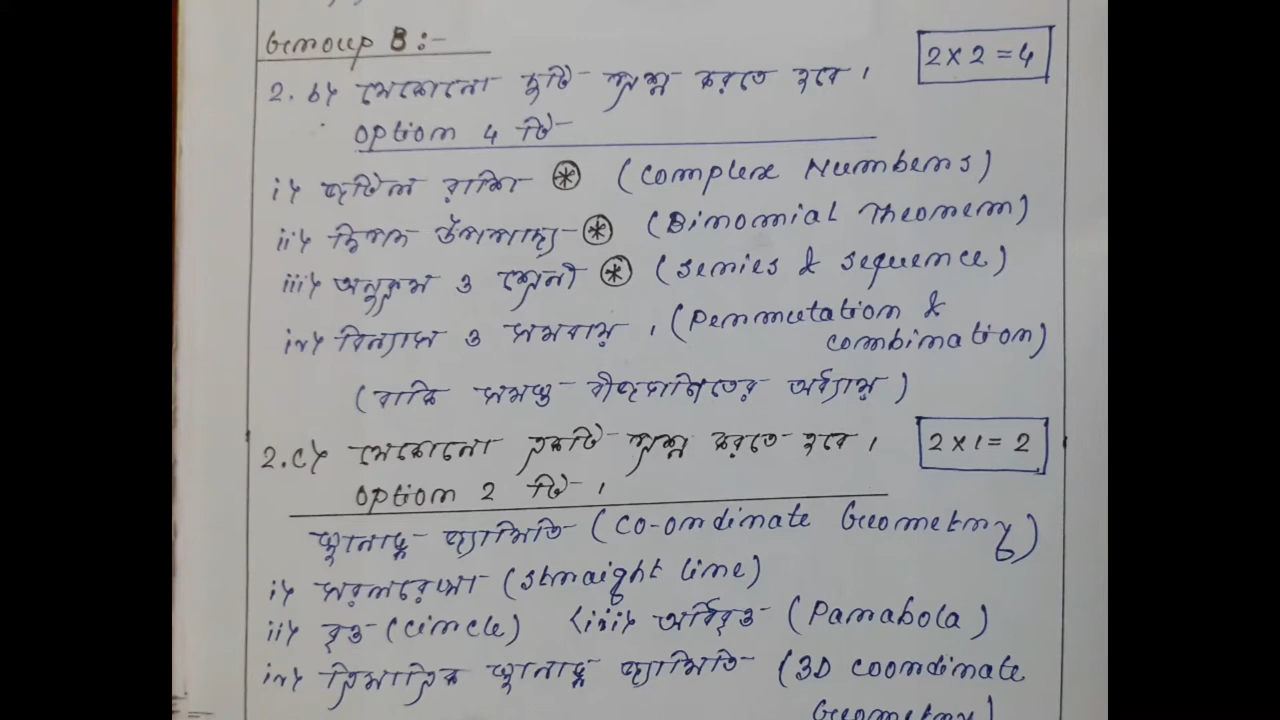 Group B :-
2. b> যেকোনো দুটি প্রশ্ন করতে হবে। 2 x 2 = 4
option 4 টি
i> জটিল রাশি * (Complex Numbers)
ii> দ্বিপদ উপপাদ্য * (Binomial Theorem)
iii> অনুক্রম ও শ্রেণী * (series & sequence)
iv> বিন্যাস ও সমবায়। (Permutation &
combination)
(বাকি সমস্ত বীজগণিতের অধ্যায়)
2. c> যেকোনো একটি প্রশ্ন করতে হবে। 2 x 1 = 2
option 2 টি।
স্থানাঙ্ক জ্যামিতি (CO-ordinate Geometry)
i> সরলরেখা (straight line)
ii> বৃত্ত (circle) <iii> অধিবৃত্ত (Parabola)
iv> ত্রিমাত্রিক স্থানাঙ্ক জ্যামিতি (3D coordinate
Geometry)